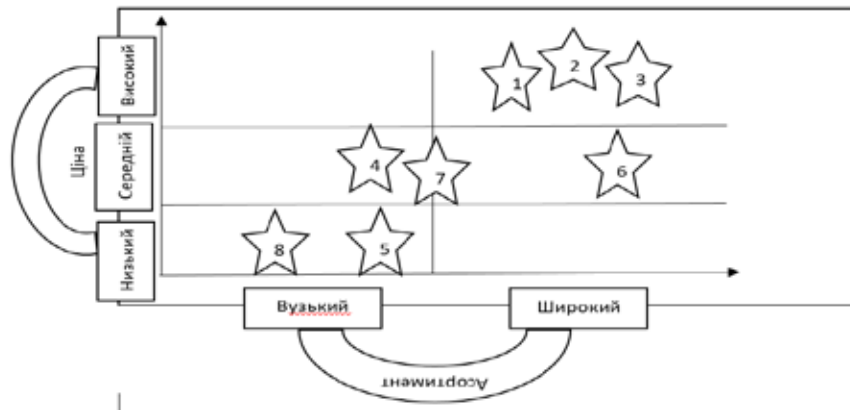 Високий
Середній
Низький
Ціна
1
2
3
4
7
6
8
5
Вузький
Широкий
Асортимент